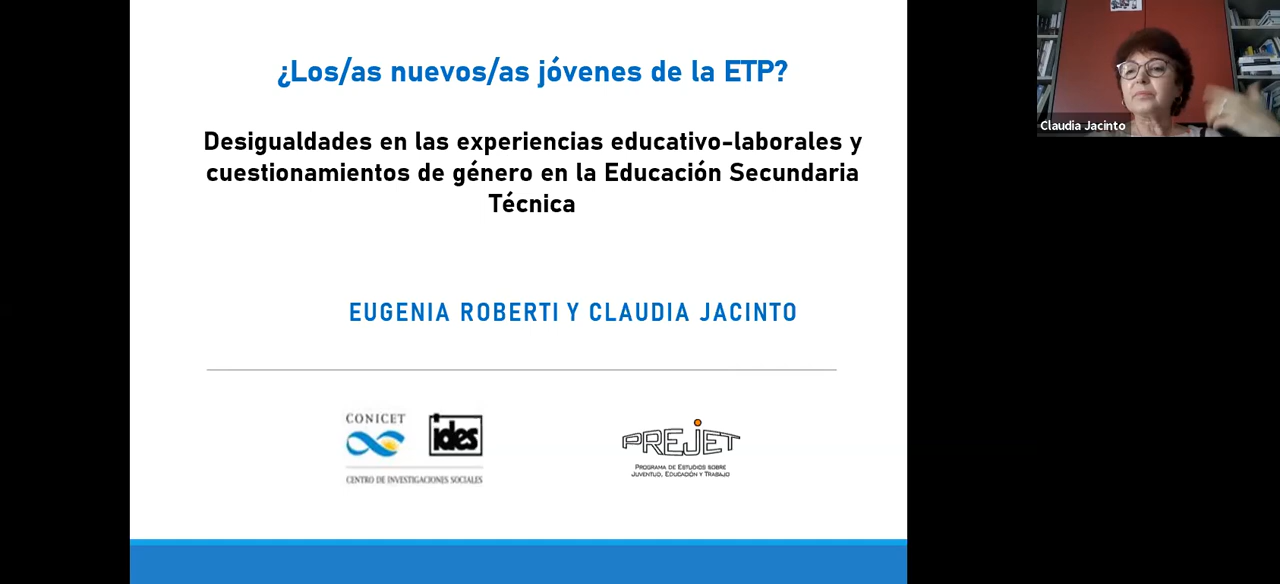 ¿Los/as nuevos/as jóvenes de la ETP?
Desigualdades en las experiencias educativo-laborales y
cuestionamientos de género en la Educación Secundaria
Técnica
EUGENIA ROBERTI Y CLAUDIA JACINTO
CONICET
ides
CENTRO DE INVESTIGACIONES SOCIALES
PREJET
PROGRAMA DE ESTUDIOS SOBRE
JUVENTUD, EDUCACIÓN Y TRABAJO
Claudia Jacinto